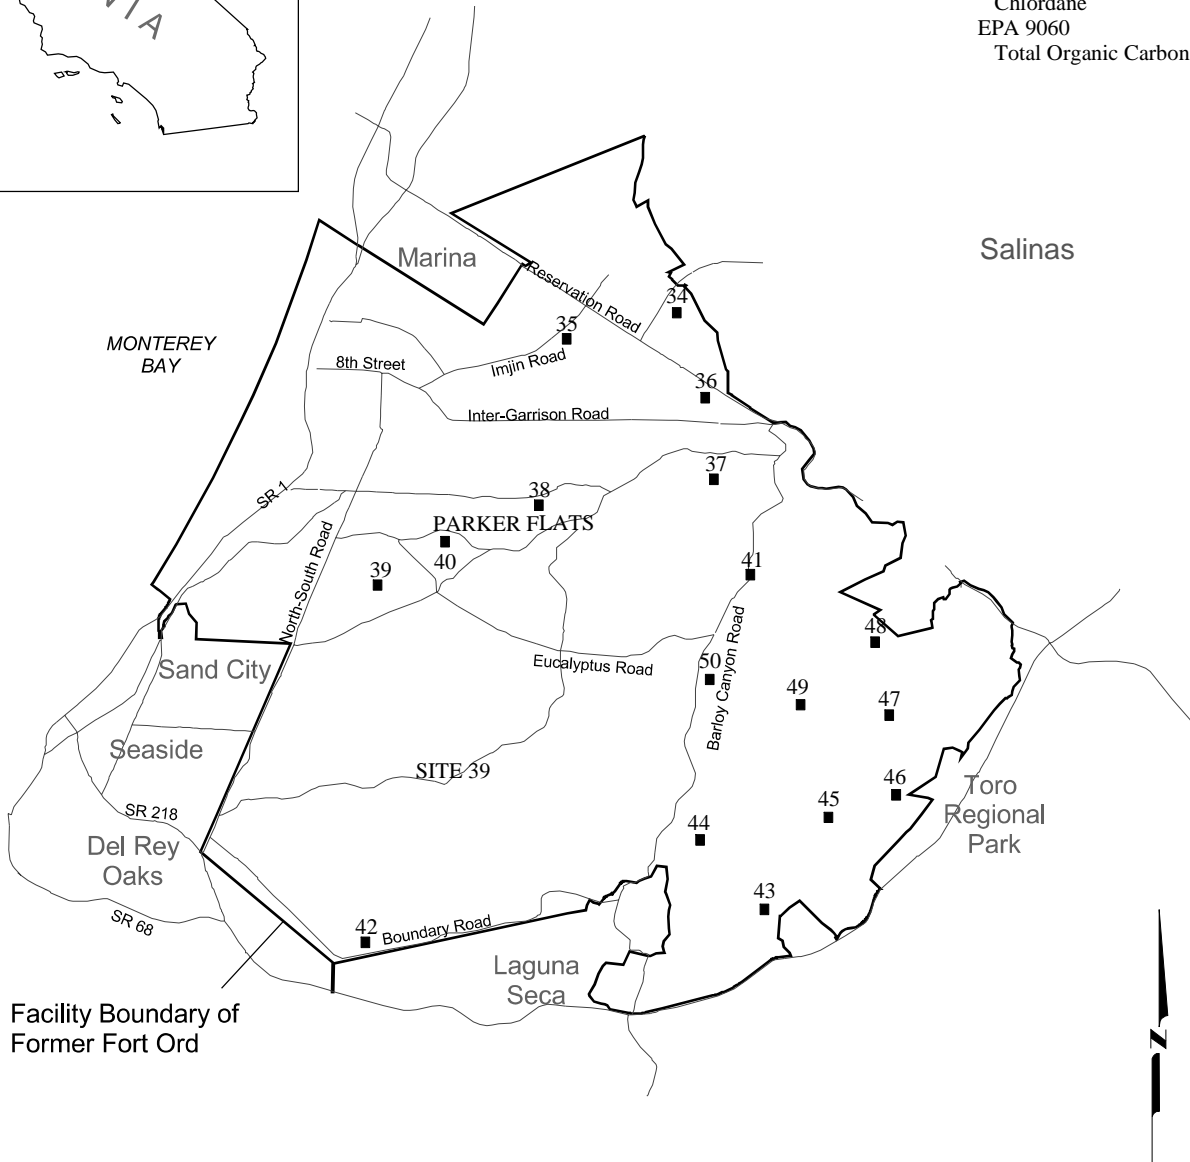 NIA
Chlordane
EPA 9060
Total Organic Carbon
Salinas
Marina
Reservation Road
34
35
MONTEREY
BAY
8th Street
Imjin Road
36
Inter-Garrison Road
37
SR 1
38
PARKER FLATS
40
39
North-South Road
41
48
Sand City
Eucalyptus Road
50
Barloy Canyon Road
49
47
Seaside
SITE 39
46
45
Toro
Regional
Park
SR 218
44
Del Rey
Oaks
SR 68
43
42
Boundary Road
Laguna
Seca
Facility Boundary of
Former Fort Ord
N